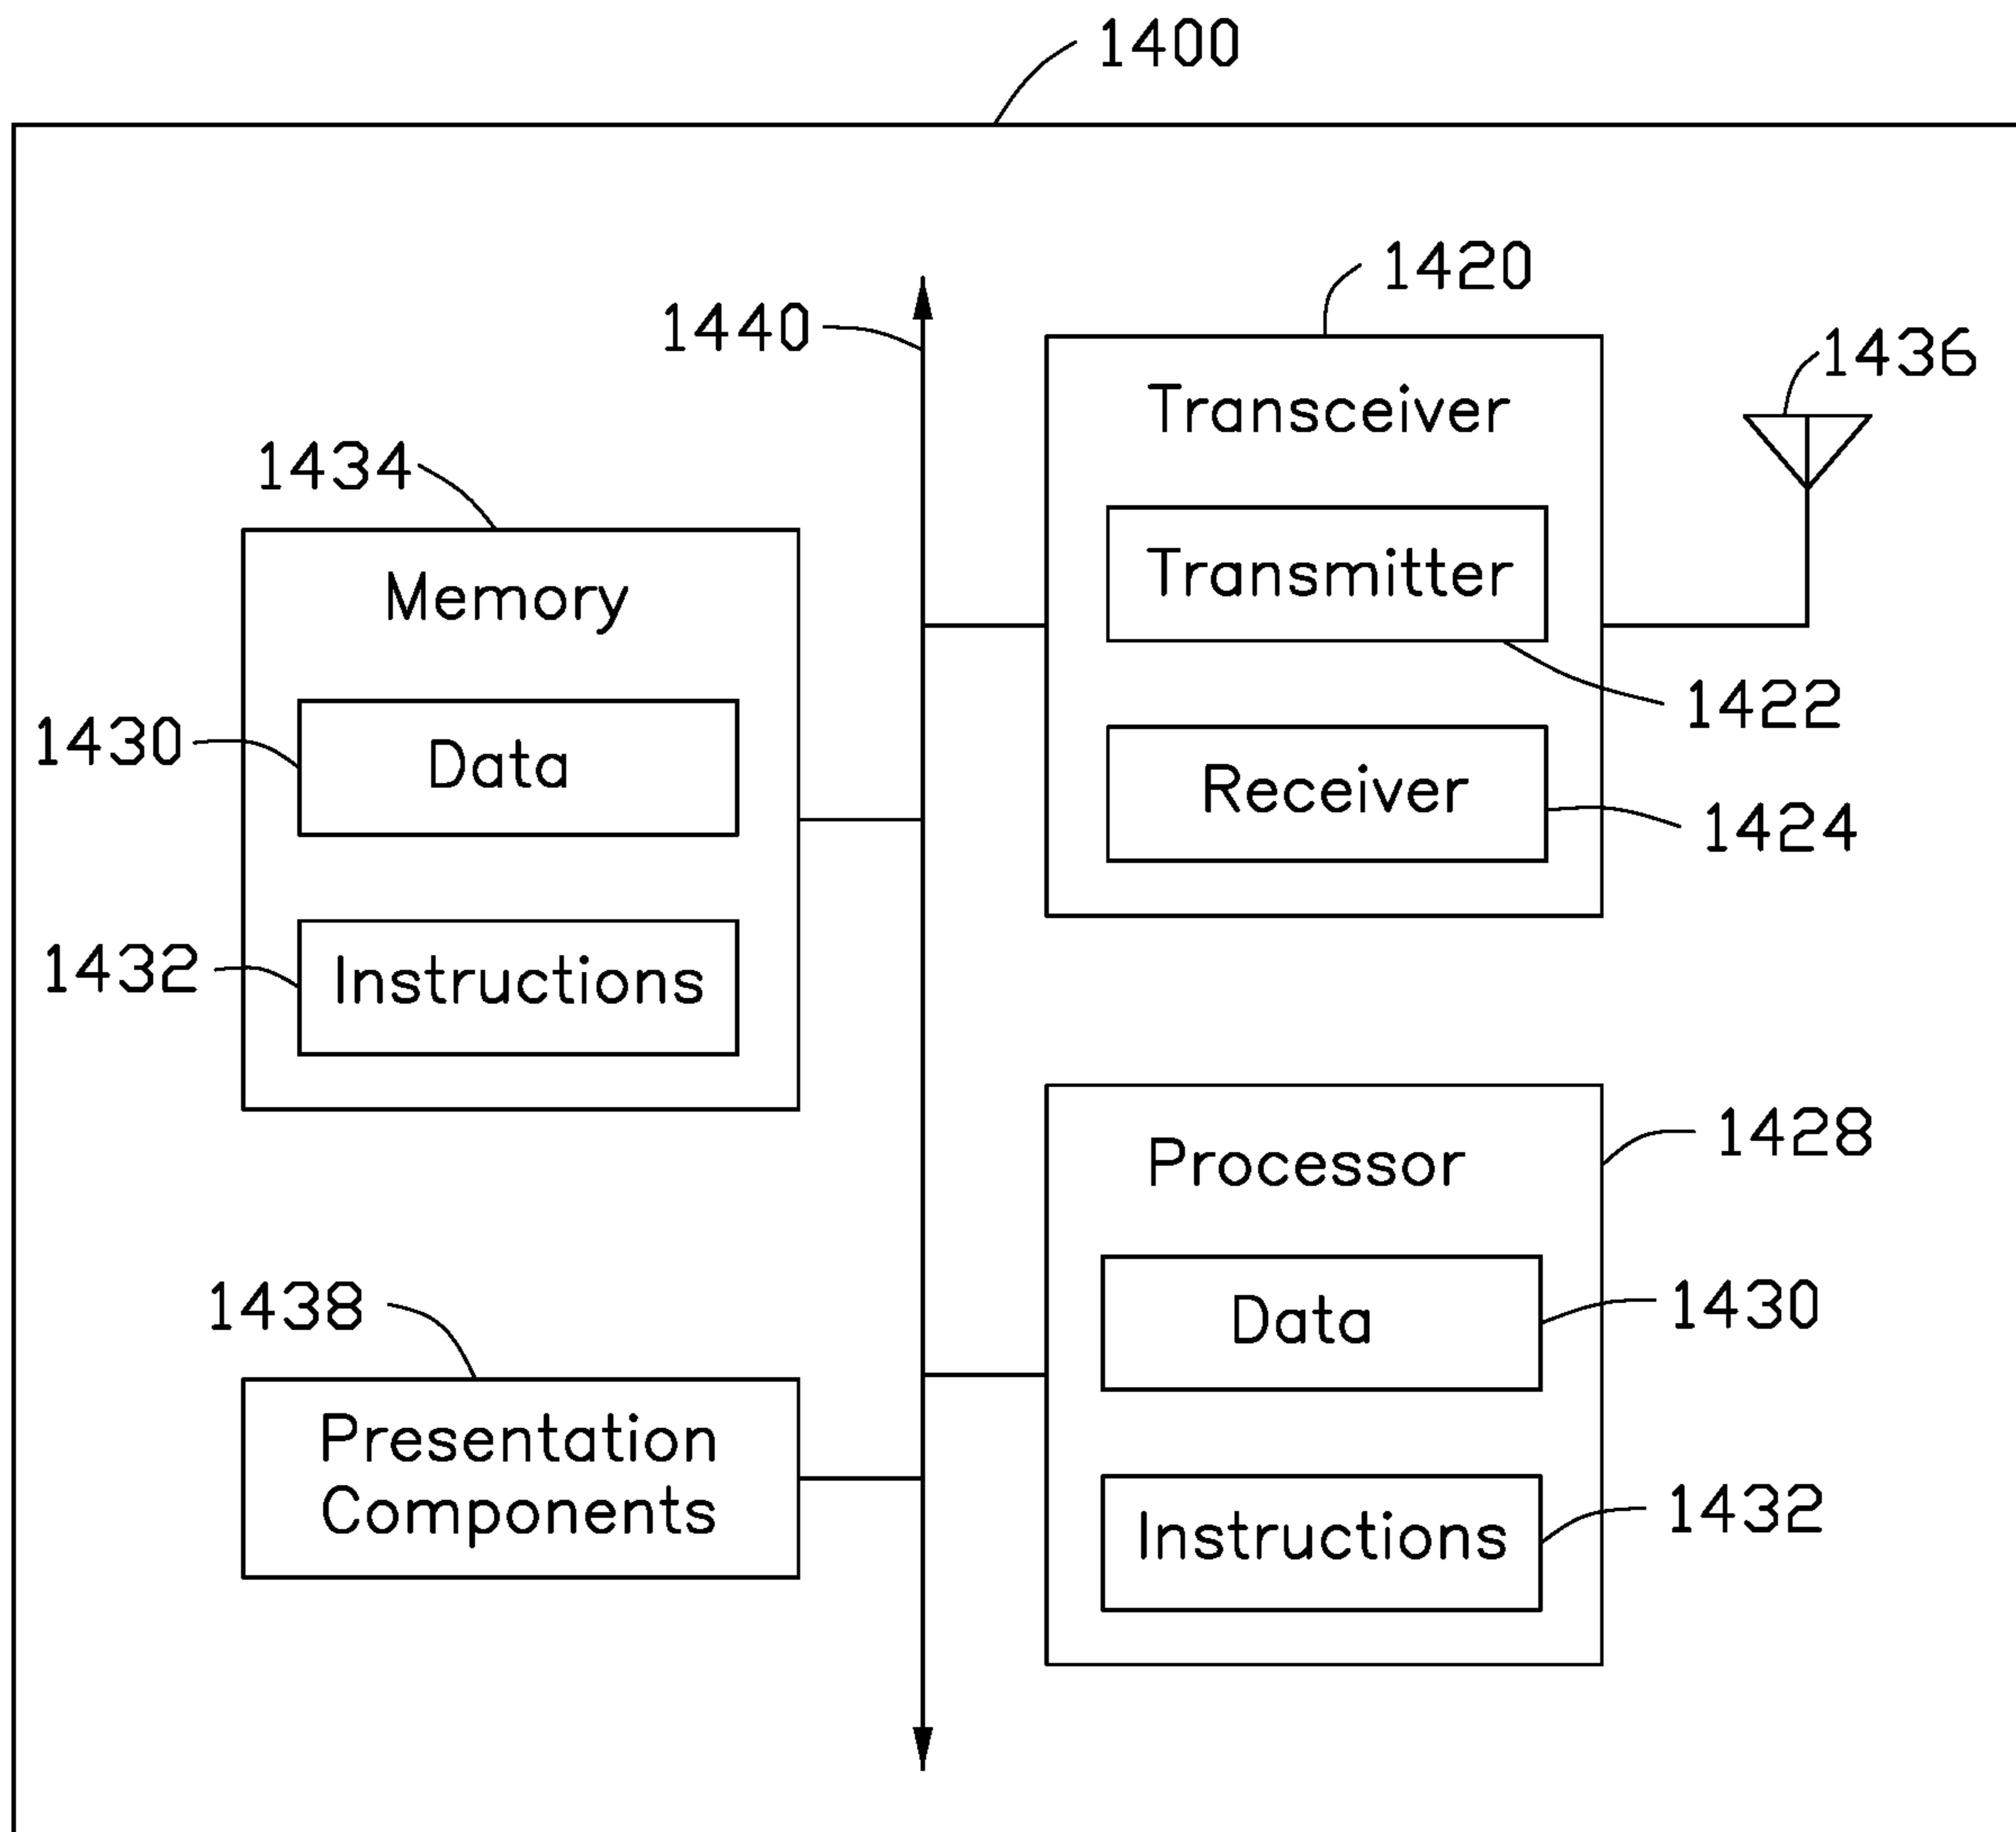 1400
1420
1440
1436
Transceiver
1434
Transmitter
Memory
1422
1430
Data
Receiver
1424
1432
Instructions
1428
Processor
1438
Data
1430
Presentation
Components
Instructions
1432